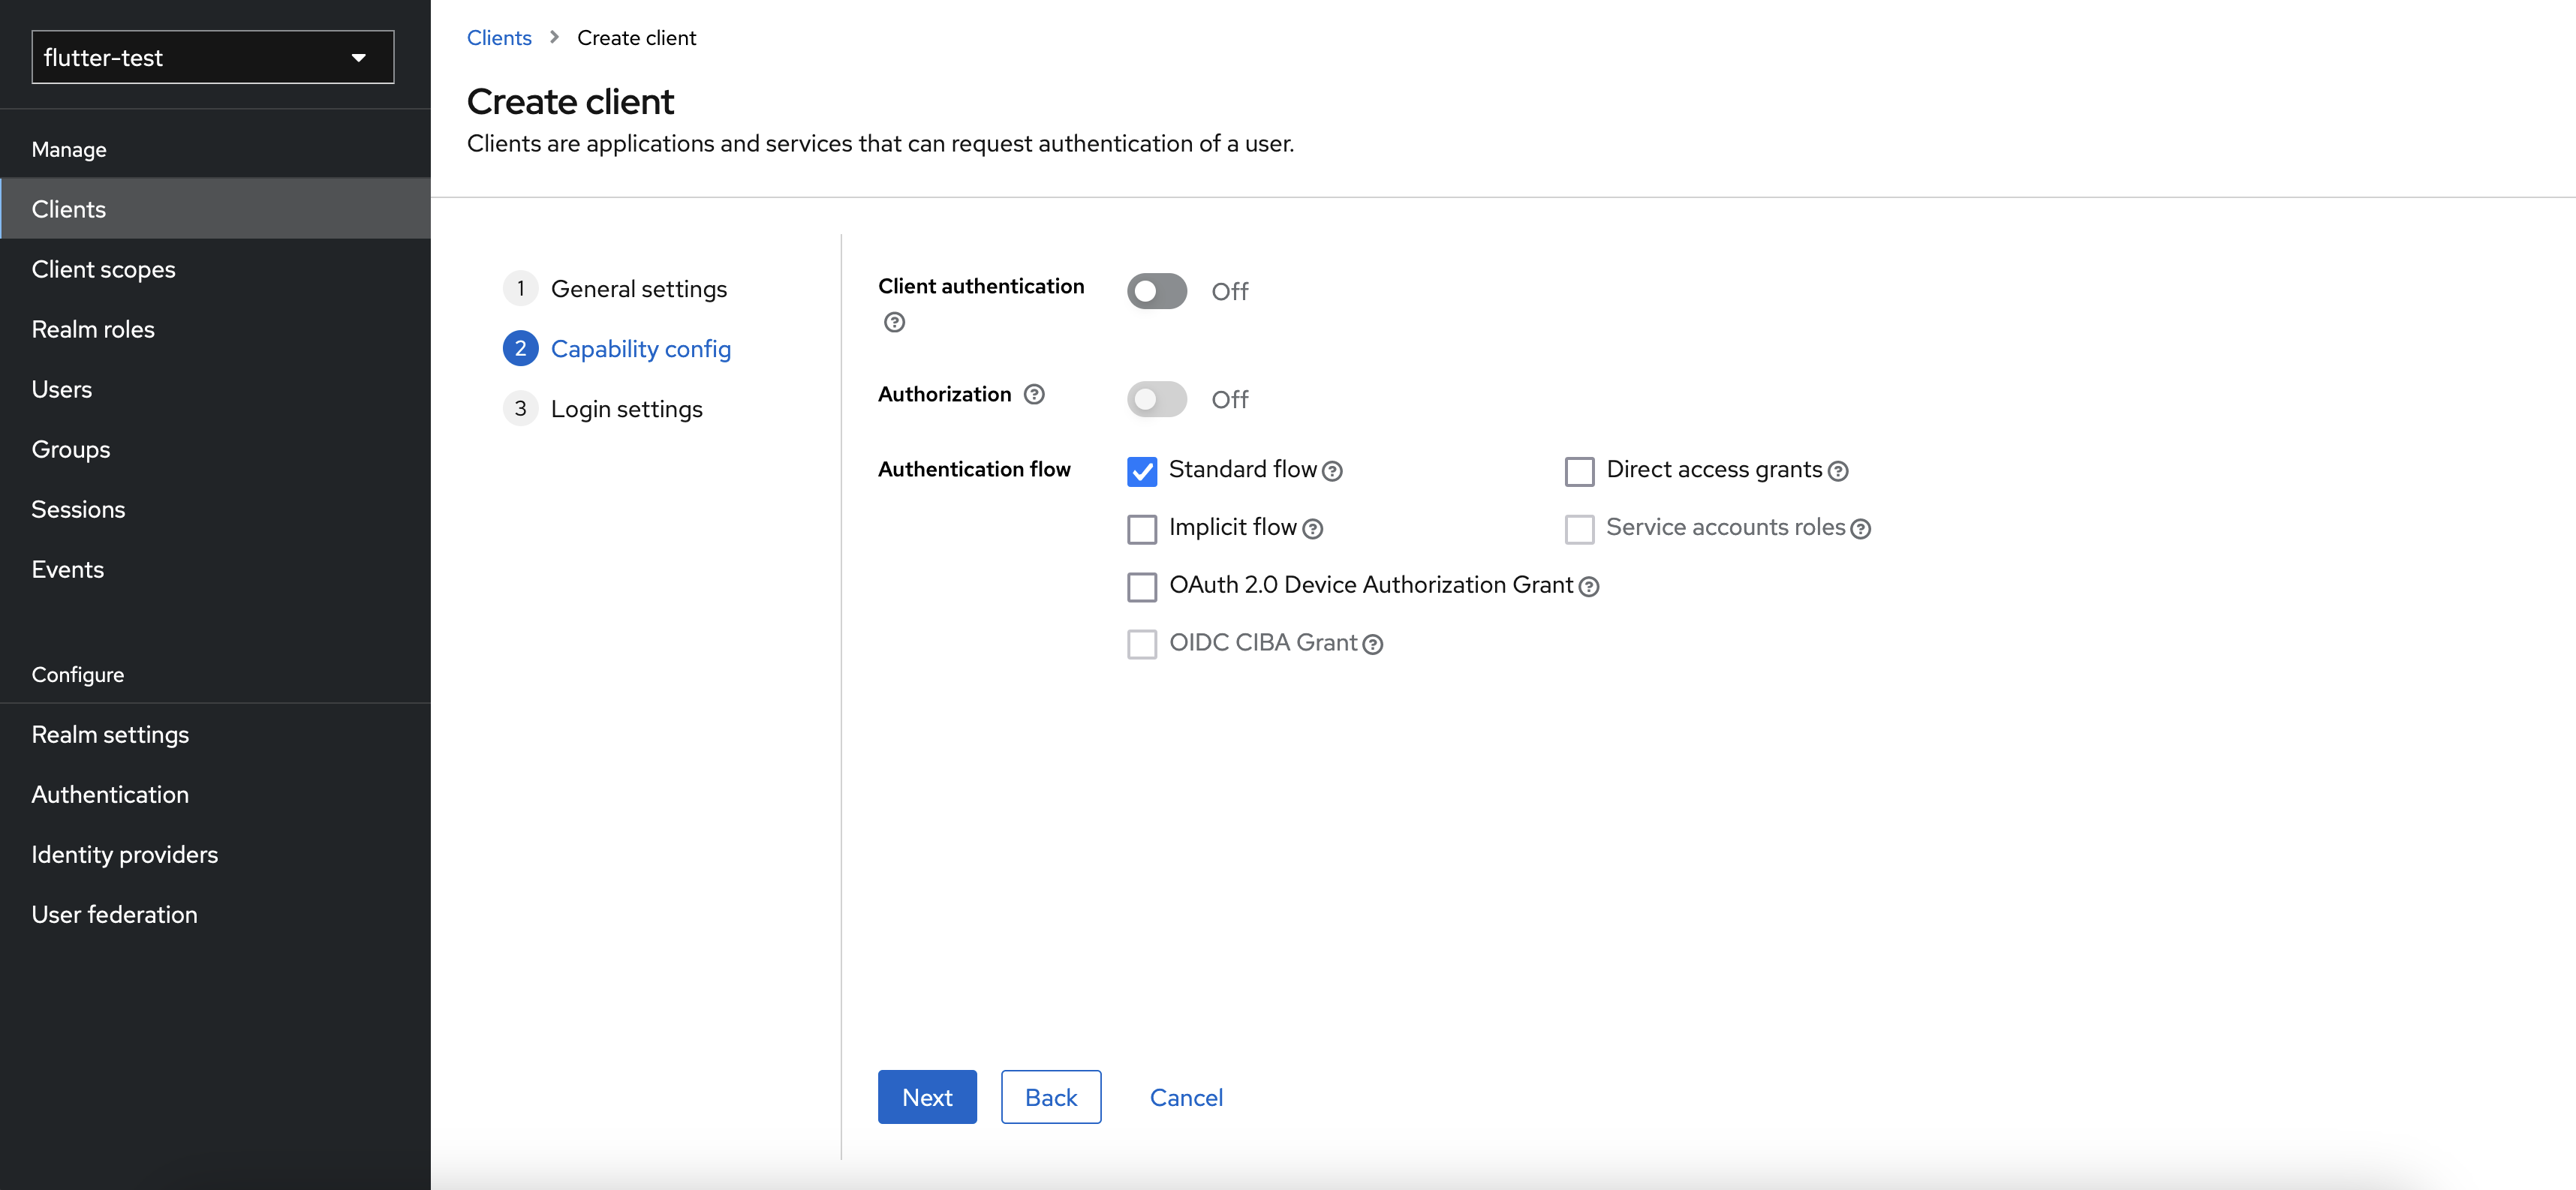 flutter-test
Manage
Clients
Client scopes
Realm roles
Users
Groups
Sessions
Events
Configure
Realm settings
Authentication
Identity providers
User federation
Clients > Create client
Create client
Clients are applications and services that can request authentication of a user.
1 General settings
2 Capability config
3 Login settings
Client authentication Off
?
Authorization ? Off
Authentication flow Standard flow ? Direct access grants ?
Implicit flow ? Service accounts roles ?
OAuth 2.0 Device Authorization Grant ?
OIDC CIBA Grant ?
Next Back Cancel